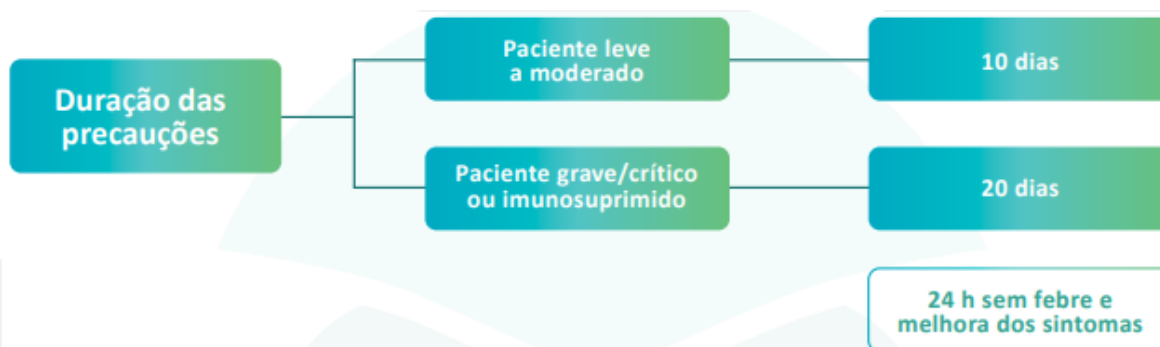 Duração das
precauções
Paciente leve
a moderado
10 dias
Paciente grave/crítico
ou imunosuprimido
20 dias
24 h sem febre e
melhora dos sintomas